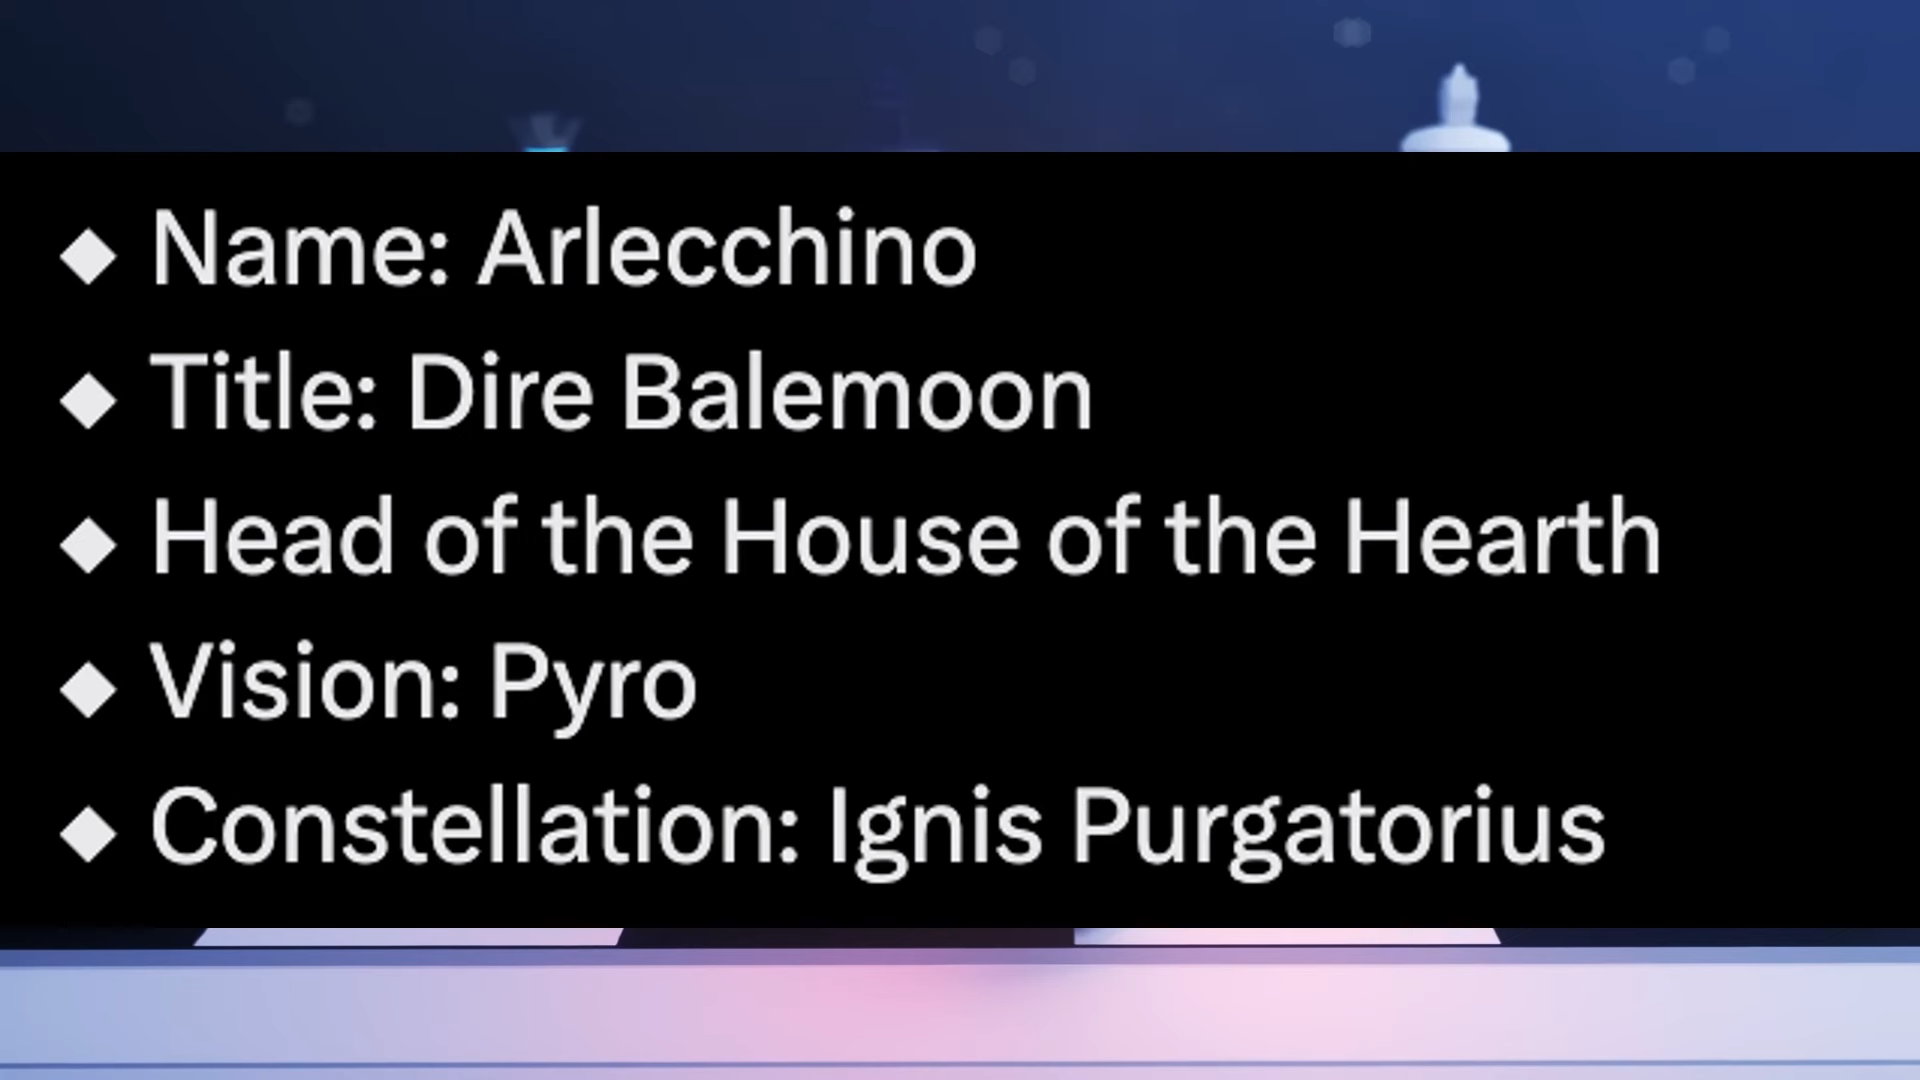 ◆ Name: Arlecchino
◆ Title: Dire Balemoon
◆ Head of the House of the Hearth
◆ Vision: Pyro
◆ Constellation: Ignis Purgatorius